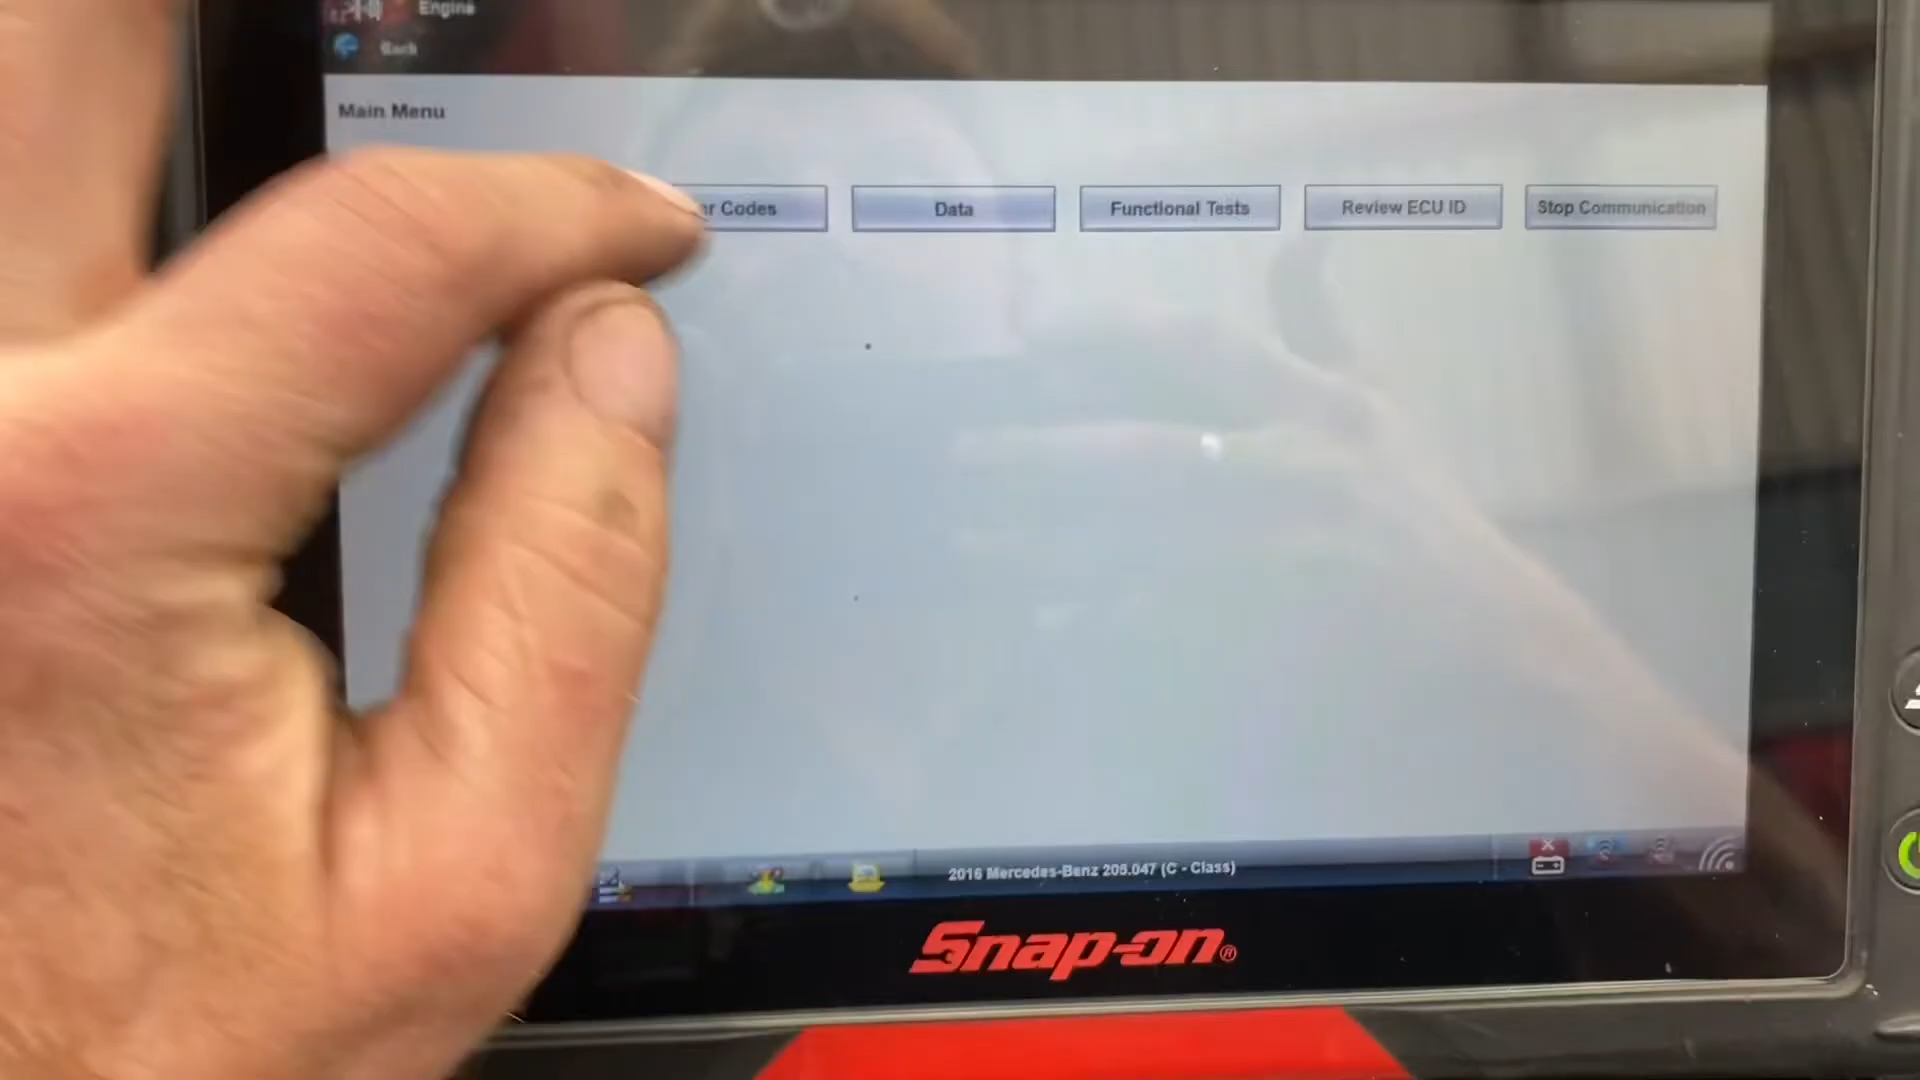 Engine
Back
Main Menu
Codes
Data
Functional Tests
Review ECU ID
Stop Communication
2016 Mercedes-Benz 205.047 (C - Class)
Snap-on®